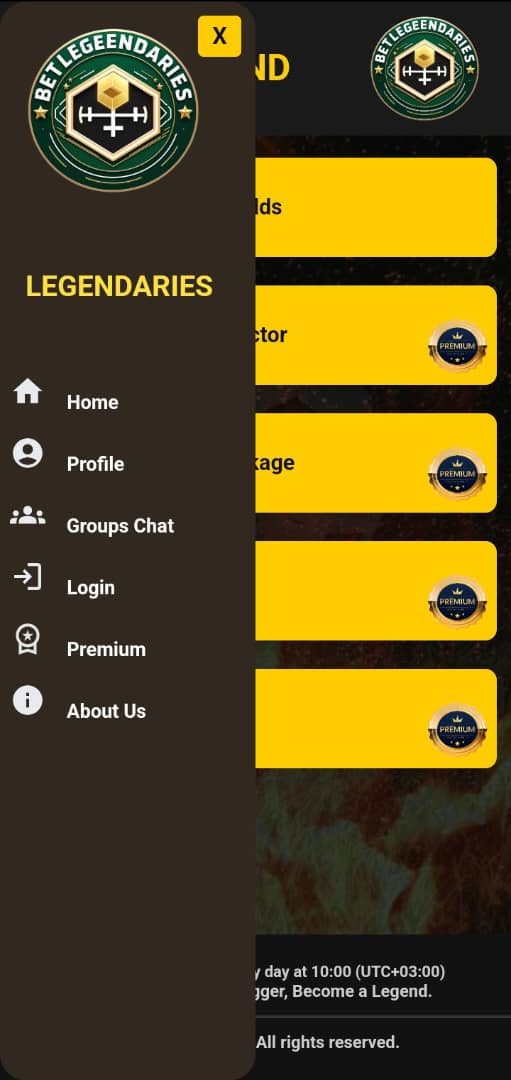 BETLEGEENDARIES
X
ND
BETLEGEENDARIES
LEGENDARIES
lds
ctor
PREMIUM
kage
PREMIUM
PREMIUM
PREMIUM
Home
Profile
Groups Chat
Login
Premium
About Us
y day at 10:00 (UTC+03:00)
gger, Become a Legend.
All rights reserved.